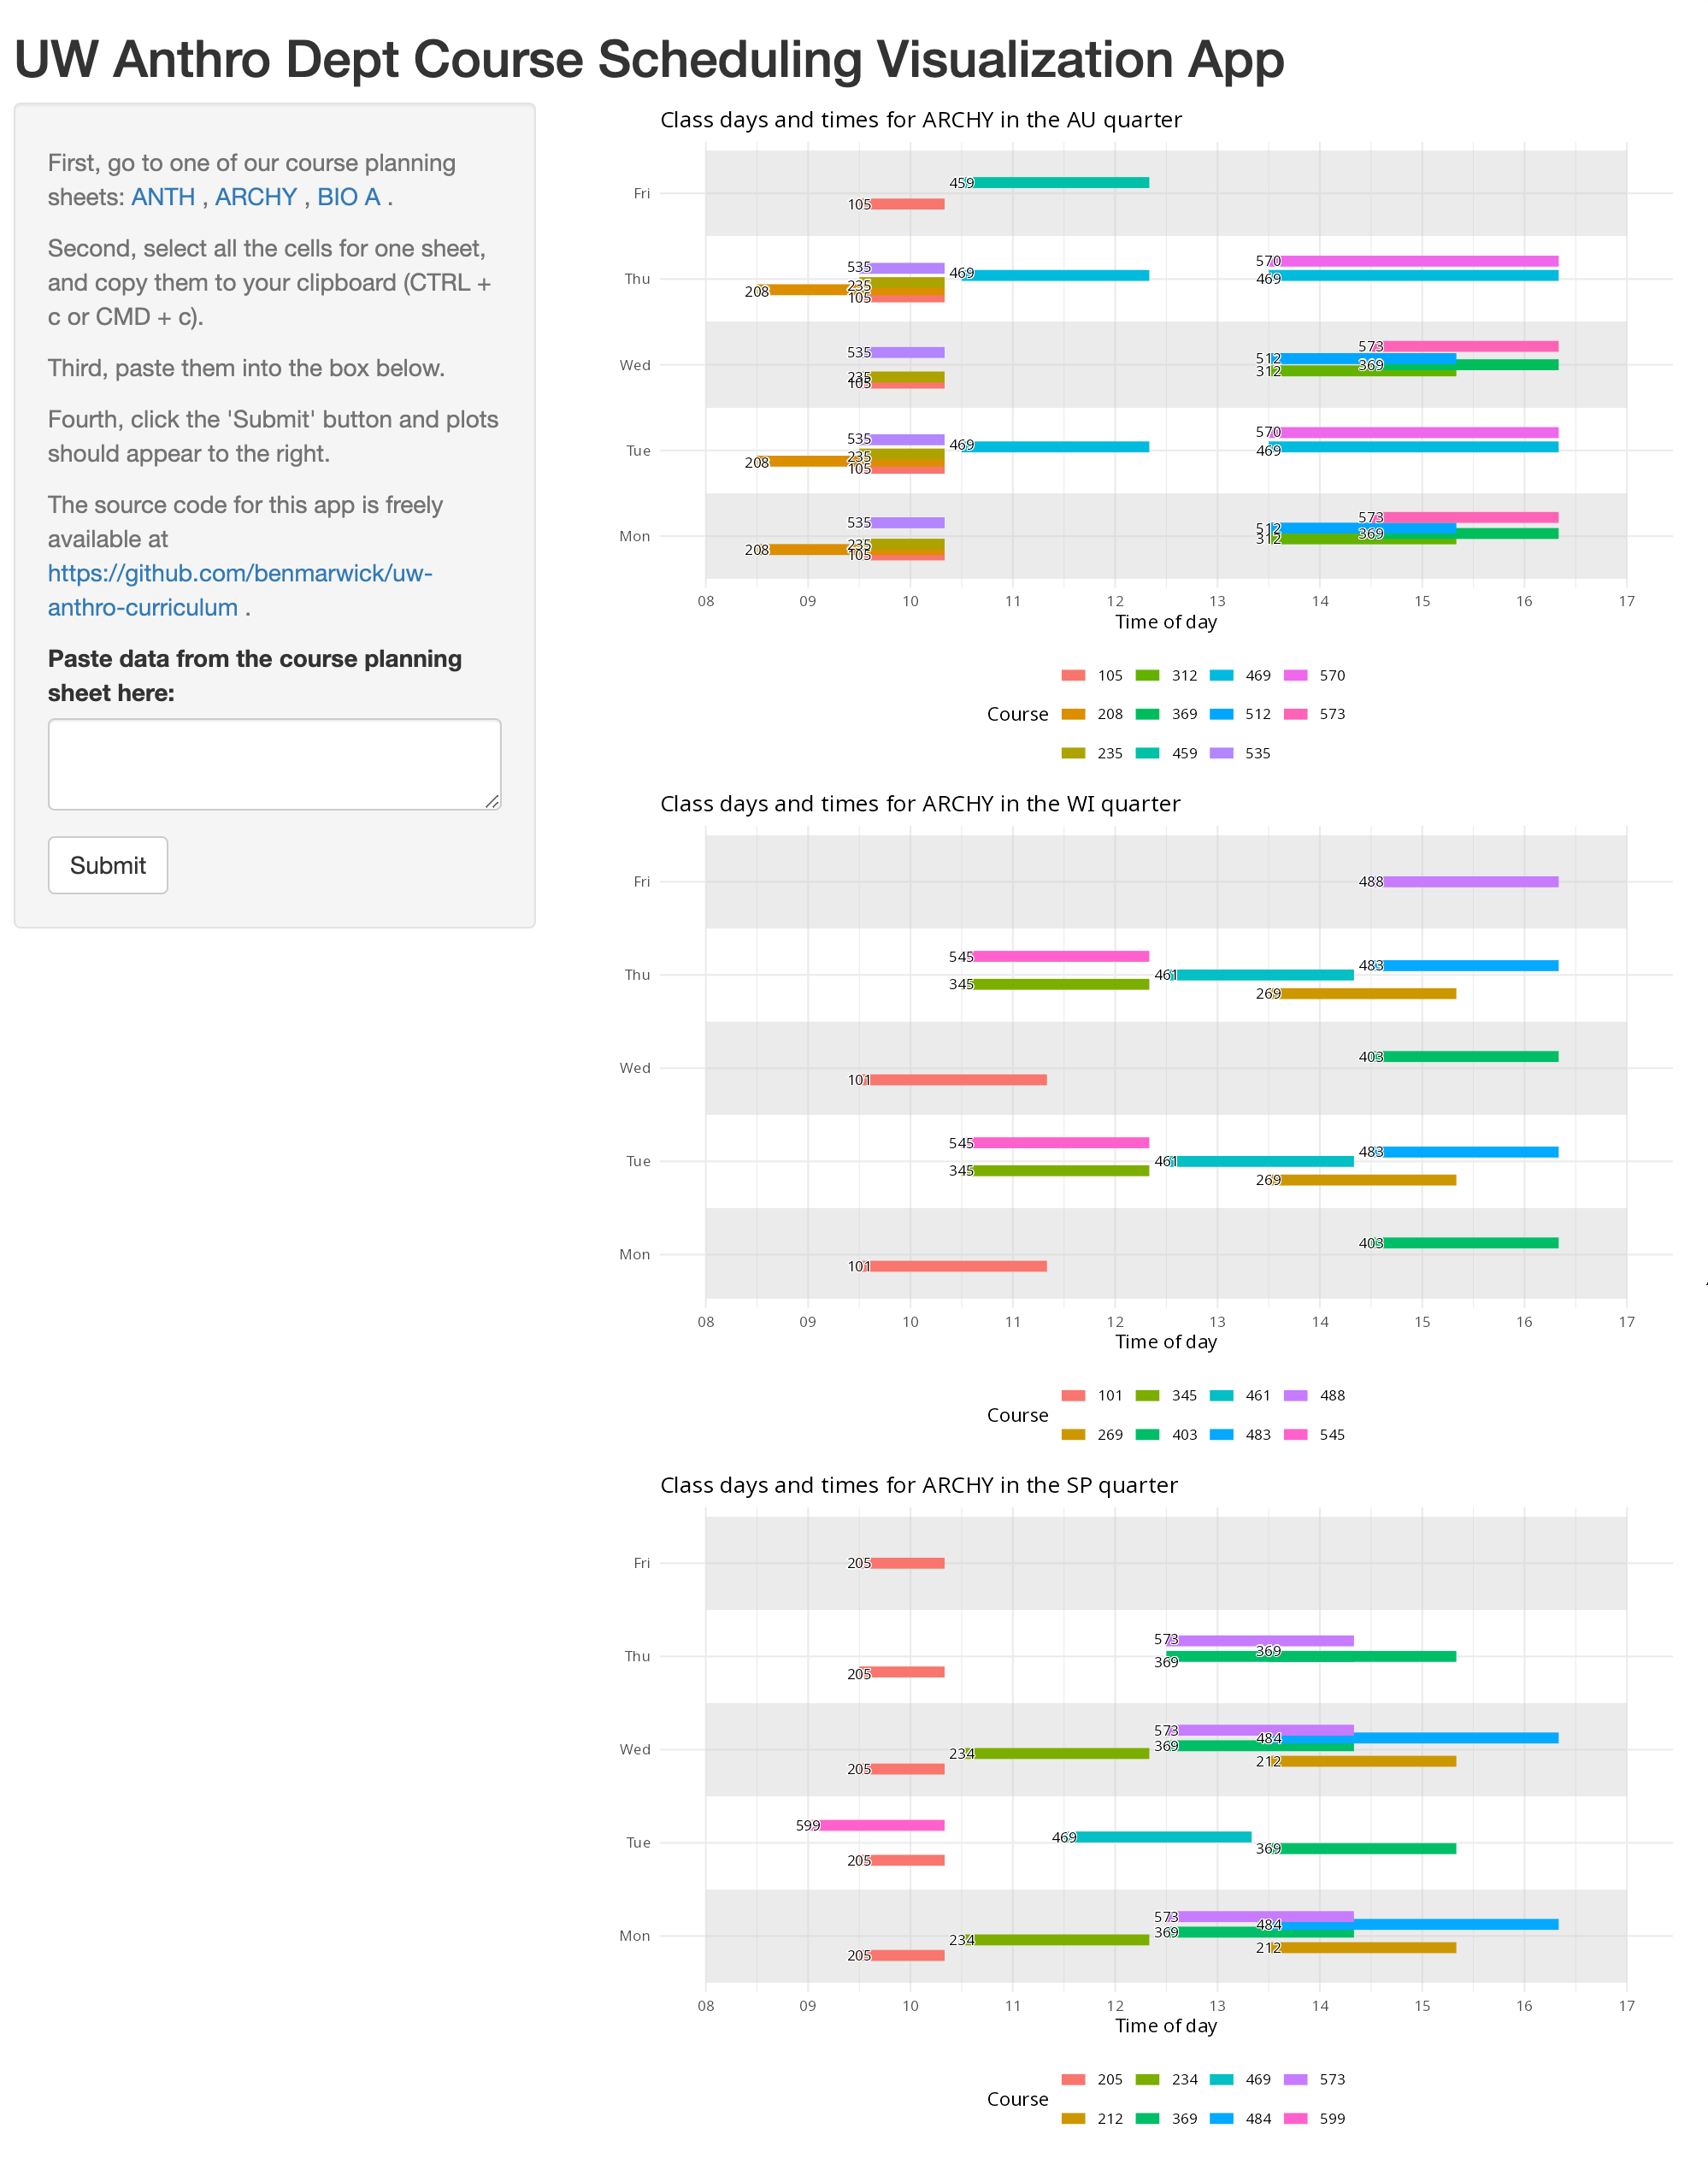 UW Anthro Dept Course Scheduling Visualization App
First, go to one of our course planning
sheets: ANTH , ARCHY , BIO A .
Second, select all the cells for one sheet,
and copy them to your clipboard (CTRL +
c or CMD + c).
Third, paste them into the box below.
Fourth, click the 'Submit' button and plots
should appear to the right.
The source code for this app is freely
available at
https://github.com/benmarwick/uw-
anthro-curriculum .
Paste data from the course planning
sheet here:
Submit
Class days and times for ARCHY in the AU quarter
Fri
459
105
Thu
535
469
570
235
469
208
105
Wed
535
573
512
369
235
312
105
Tue
535
469
570
235
469
208
105
Mon
535
573
512
369
235
312
208
105
08 09 10 11 12 13 14 15 16 17
Time of day
Course
105 312 469 570
208 369 512 573
235 459 535
Class days and times for ARCHY in the WI quarter
Fri
488
Thu
545
483
461
345
269
Wed
403
101
Tue
545
483
461
345
269
Mon
403
101
08 09 10 11 12 13 14 15 16 17
Time of day
Course
101 345 461 488
269 403 483 545
Class days and times for ARCHY in the SP quarter
Fri
205
Thu
573
369
369
205
Wed
573
484
369
234
212
205
Tue
599
469
369
205
Mon
573
484
369
234
212
205
08 09 10 11 12 13 14 15 16 17
Time of day
Course
205 234 469 573
212 369 484 599